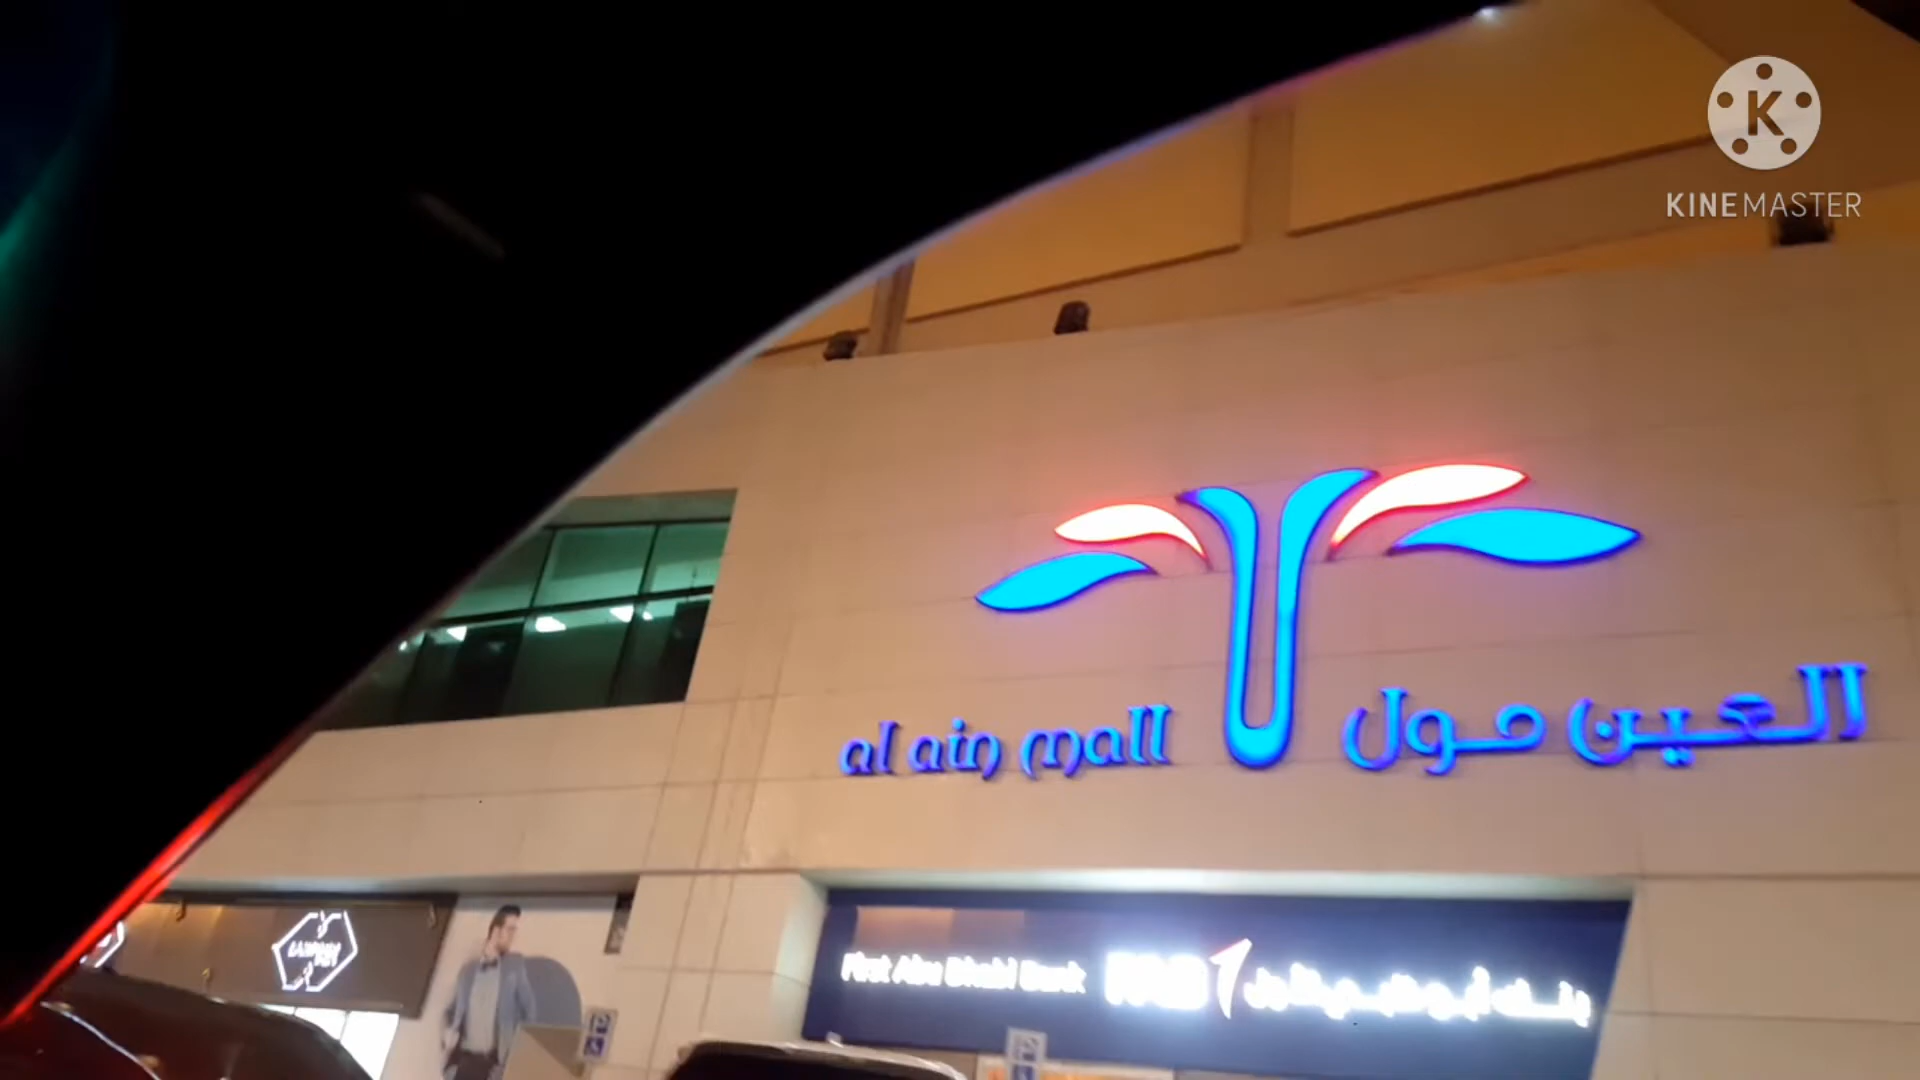 K
KINEMASTER
al ain mall
العين مول
First Abu Dhabi Bank
FAB
بنك أبوظبي الأول